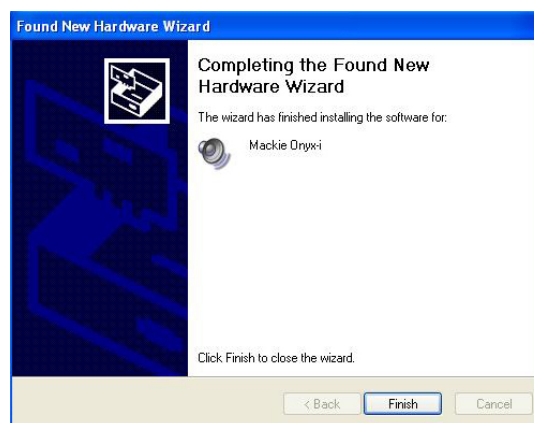 Found New Hardware Wizard
Completing the Found New
Hardware Wizard
The wizard has finished installing the software for:
Mackie Onyx-i
Click Finish to close the wizard.
< Back
Finish
Cancel